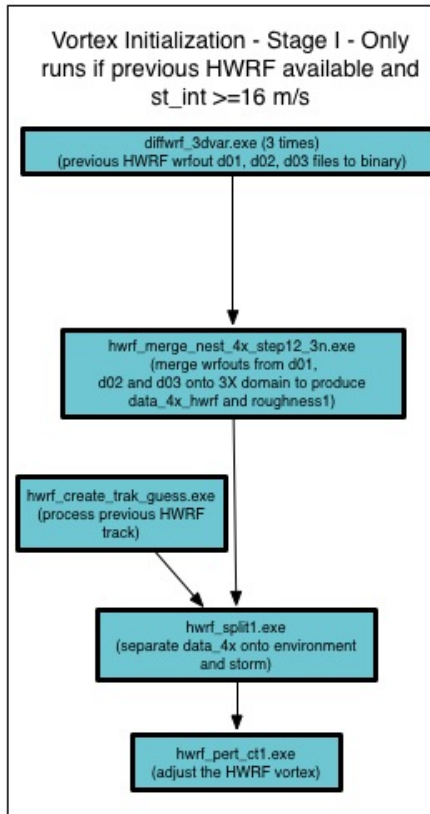 Vortex Initialization - Stage I - Only
runs if previous HWRF available and
st_int >=16 m/s
diffwrf_3dvar.exe (3 times)
(previous HWRF wrfout d01, d02, d03 files to binary)
hwrf_merge_nest_4x_step12_3n.exe
(merge wrfouts from d01,
d02 and d03 onto 3X domain to produce
data_4x_hwrf and roughness1)
hwrf_create_trak_guess.exe
(process previous HWRF
track)
hwrf_split1.exe
(separate data_4x onto environment
and storm)
hwrf_pert_ct1.exe
(adjust the HWRF vortex)